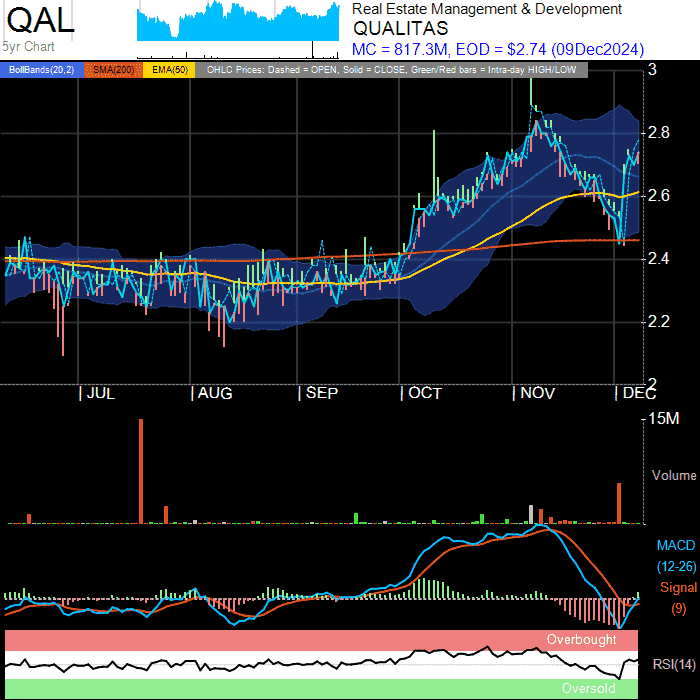 QAL
5yr Chart
Real Estate Management & Development
QUALITAS
MC = 817.3M, EOD = $2.74 (09Dec2024)
BollBands(20,2) SMA(200) EMA(50) OHLC Prices: Dashed = OPEN, Solid = CLOSE, Green/Red bars = Intra-day HIGH/LOW
3
2.8
2.6
2.4
2.2
2
JUL AUG SEP OCT NOV DEC
15M
Volume
MACD
(12-26)
Signal
(9)
Overbought
RSI(14)
Oversold